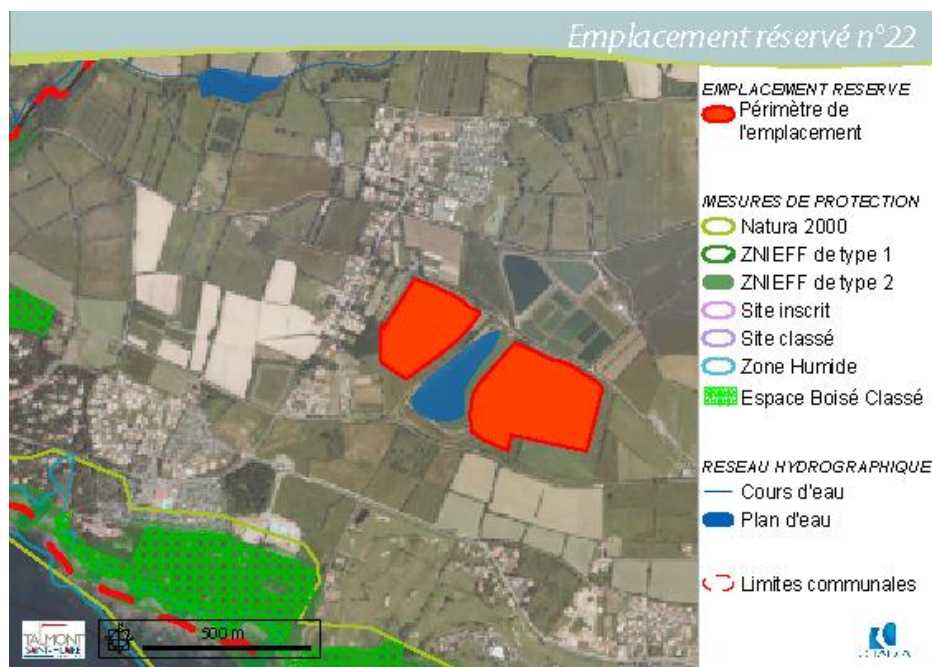 Emplacement réservé n°22
EMPLACEMENT RESERVE
Périmètre de
l'emplacement
MESURES DE PROTECTION
Natura 2000
ZNIEFF de type 1
ZNIEFF de type 2
Site inscrit
Site classé
Zone Humide
Espace Boisé Classé
RESEAU HYDROGRAPHIQUE
Cours d'eau
Plan d'eau
Limites communales
500 m
TALMONT
SAINT-HILAIRE